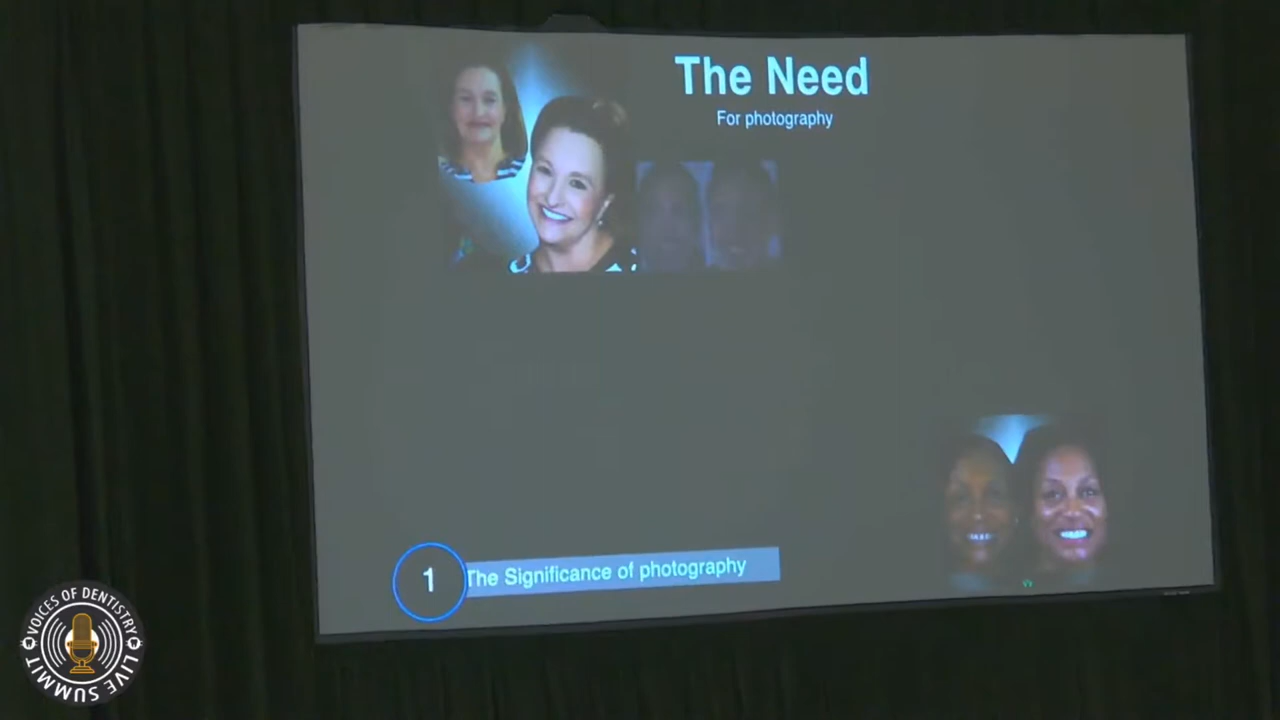 The Need
For photography
1
The Significance of photography
VOICES OF DENTISTRY
LIVE SUMMIT